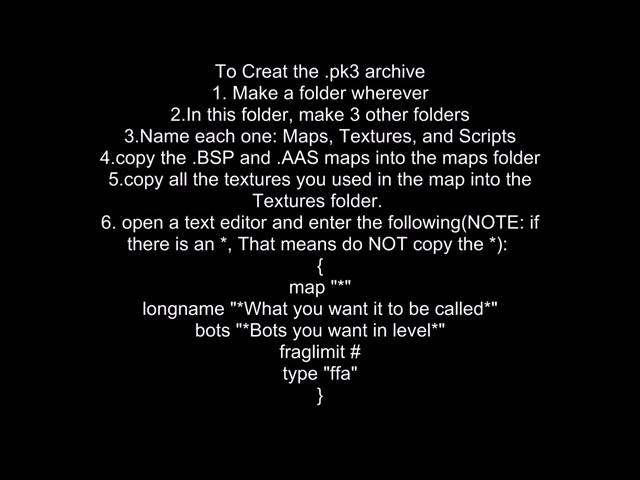 To Creat the .pk3 archive
1. Make a folder wherever
2.In this folder, make 3 other folders
3.Name each one: Maps, Textures, and Scripts
4.copy the .BSP and .AAS maps into the maps folder
5.copy all the textures you used in the map into the
Textures folder.
6. open a text editor and enter the following(NOTE: if
there is an *, That means do NOT copy the *):
{
map "*"
longname "*What you want it to be called*"
bots "*Bots you want in level*"
fraglimit #
type "ffa"
}